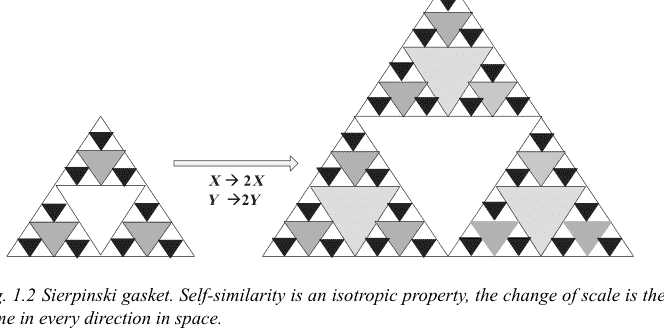 X → 2X
Y → 2Y
g. 1.2 Sierpinski gasket. Self-similarity is an isotropic property, the change of scale is the
ne in every direction in space.